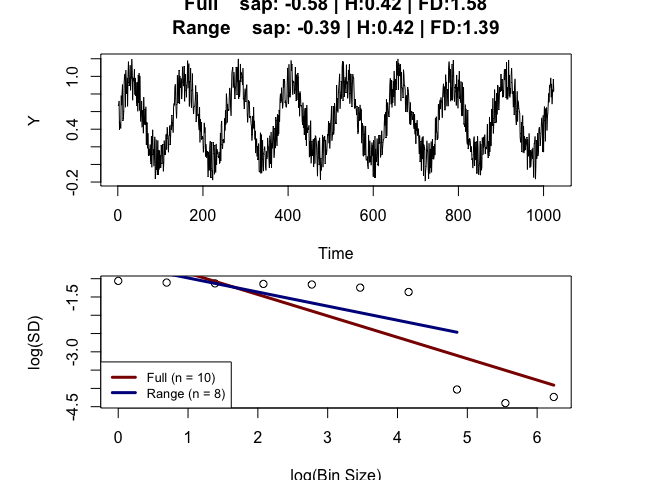 Full sap: -0.58 | H:0.42 | FD:1.58
Range sap: -0.39 | H:0.42 | FD:1.39
Y
1.0
0.4
-0.2
0 200 400 600 800 1000
Time
log(SD)
-1.5
-3.0
-4.5
Full (n = 10)
Range (n = 8)
0 1 2 3 4 5 6
log(Bin Size)